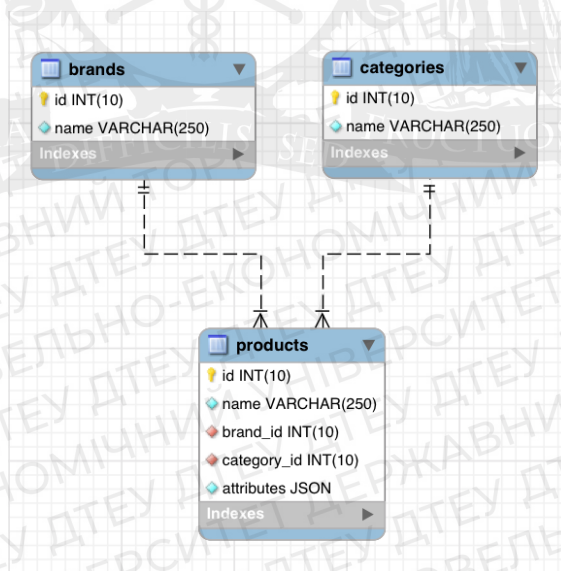 brands
id INT(10)
name VARCHAR(250)
Indexes
categories
id INT(10)
name VARCHAR(250)
Indexes
products
id INT(10)
name VARCHAR(250)
brand_id INT(10)
category_id INT(10)
attributes JSON
Indexes